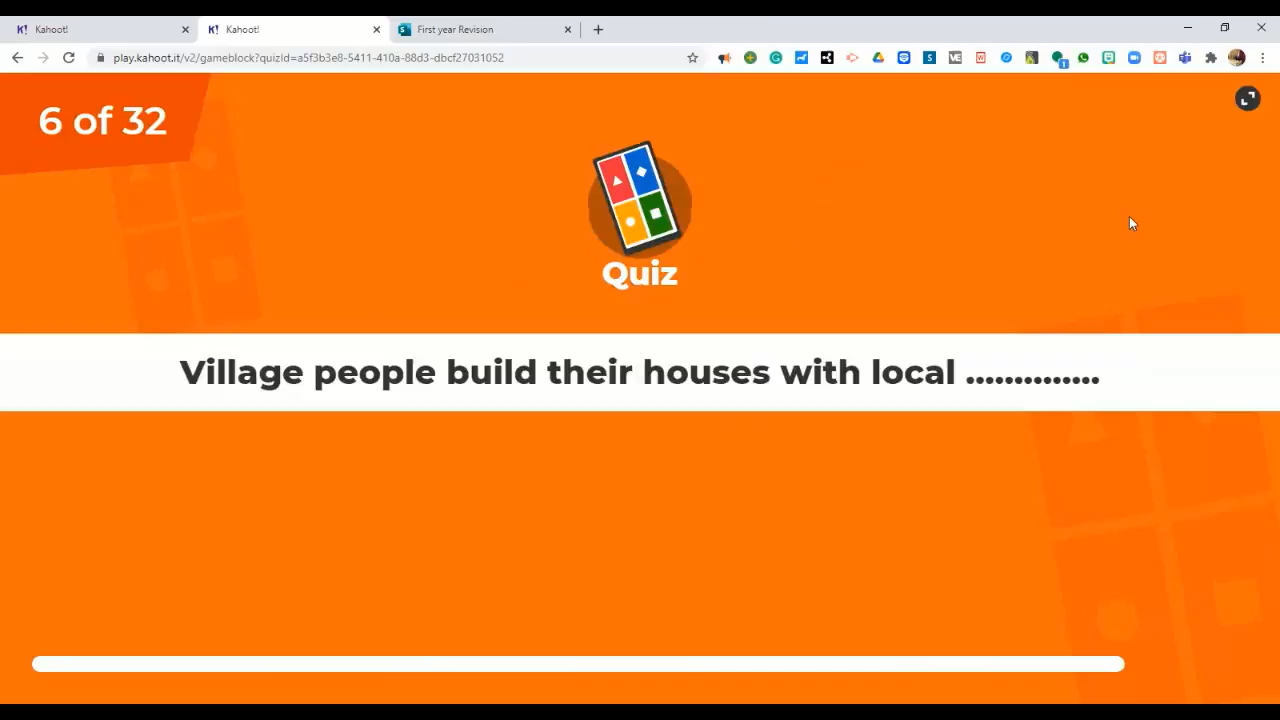 Kahoot!
Kahoot!
First year Revision
play.kahoot.it/v2/gameblock?quizId=a5f3b3e8-5411-410a-88d3-dbcf27031052
6 of 32
Quiz
Village people build their houses with local ..............